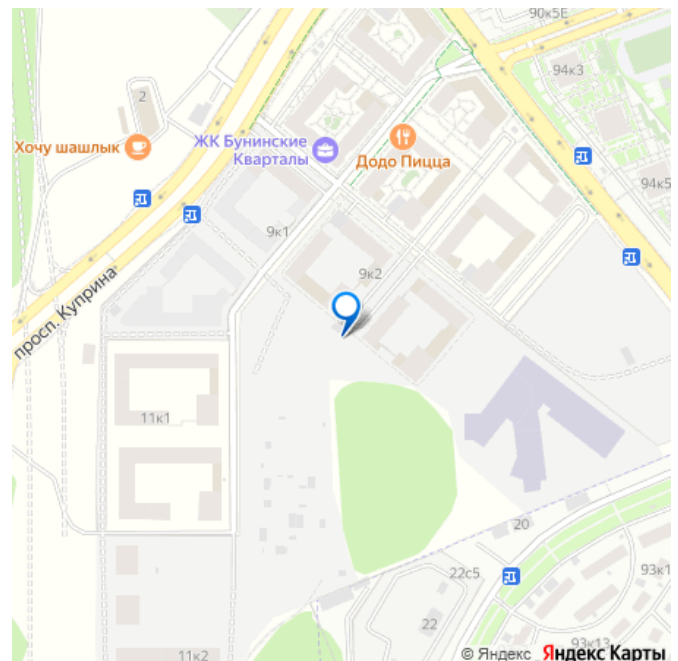 90к5Е
94к3
2
Хочу шашлык
ЖК Бунинские
Кварталы
Додо Пицца
94к5
9к1
9к2
просп. Куприна
11к1
20
22с5
93к1
22
93к13
11к2
© Яндекс Яндекс Карты